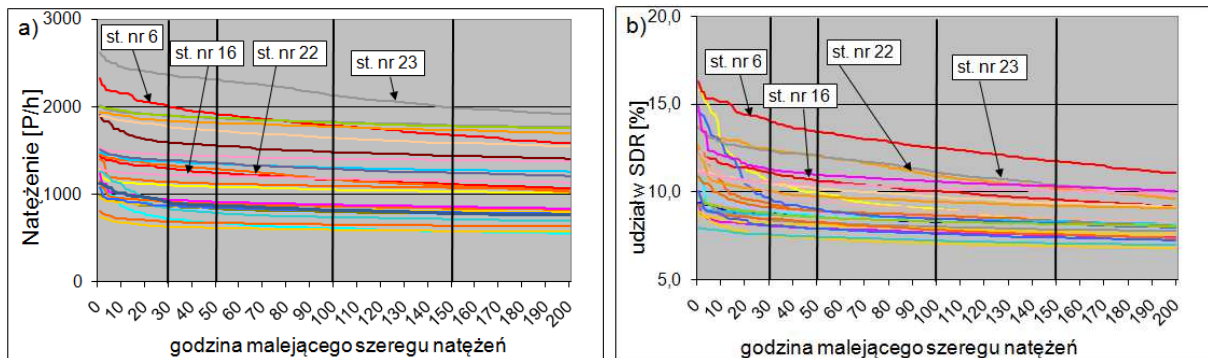 a)
st. nr 6
st. nr 16
st. nr 22
st. nr 23
Natężenie [P/h]
3000
2000
1000
0
0 10 20 30 40 50 60 70 80 90 100 110 120 130 140 150 160 170 180 190 200
godzina malejącego szeregu natężeń
b)
st. nr 6
st. nr 16
st. nr 22
st. nr 23
udział w SDR [%]
20,0
15,0
10,0
5,0
0 10 20 30 40 50 60 70 80 90 100 110 120 130 140 150 160 170 180 190 200
godzina malejącego szeregu natężeń